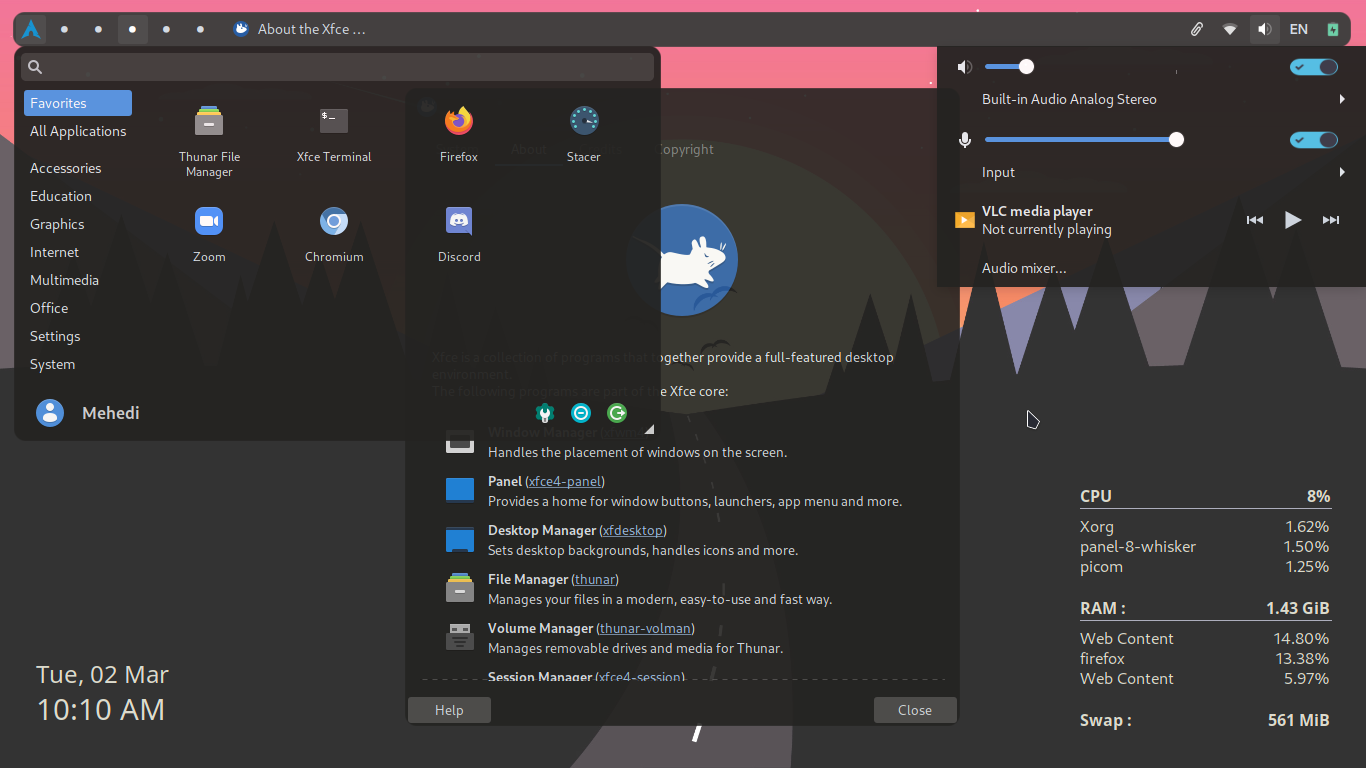 About the Xfce ...
EN
Favorites
All Applications
Accessories
Education
Graphics
Internet
Multimedia
Office
Settings
System
Mehedi
Thunar File
Manager
Xfce Terminal
Firefox
Stacer
Zoom
Chromium
Discord
About
Copyright
Xfce is a collection of programs that together provide a full-featured desktop
environment.
The following programs are part of the Xfce core:
Window Manager
Handles the placement of windows on the screen.
Panel (xfce4-panel)
Provides a home for window buttons, launchers, app menu and more.
Desktop Manager (xfdesktop)
Sets desktop backgrounds, handles icons and more.
File Manager (thunar)
Manages your files in a modern, easy-to-use and fast way.
Volume Manager (thunar-volman)
Manages removable drives and media for Thunar.
Session Manager (xfce4-session)
Help
Close
Built-in Audio Analog Stereo
Input
VLC media player
Not currently playing
Audio mixer...
CPU 8%
Xorg 1.62%
panel-8-whisker 1.50%
picom 1.25%
RAM : 1.43 GiB
Web Content 14.80%
firefox 13.38%
Web Content 5.97%
Swap : 561 MiB
Tue, 02 Mar
10:10 AM